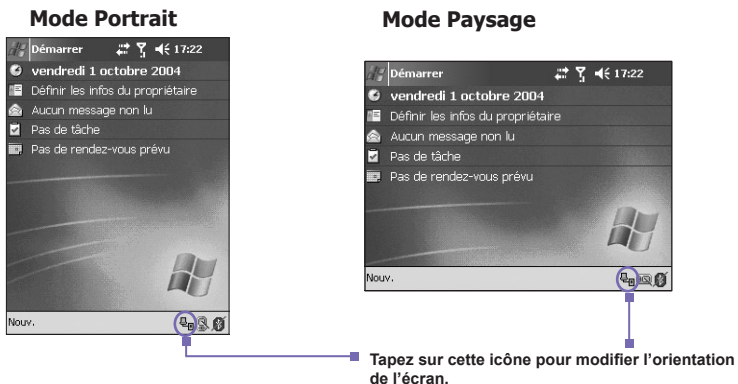 Mode Portrait
Démarrer 17:22
vendredi 1 octobre 2004
Définir les infos du propriétaire
Aucun message non lu
Pas de tâche
Pas de rendez-vous prévu
Nouv.
Mode Paysage
Démarrer 17:22
vendredi 1 octobre 2004
Définir les infos du propriétaire
Aucun message non lu
Pas de tâche
Pas de rendez-vous prévu
Nouv.
Tapez sur cette icône pour modifier l'orientation
de l'écran.